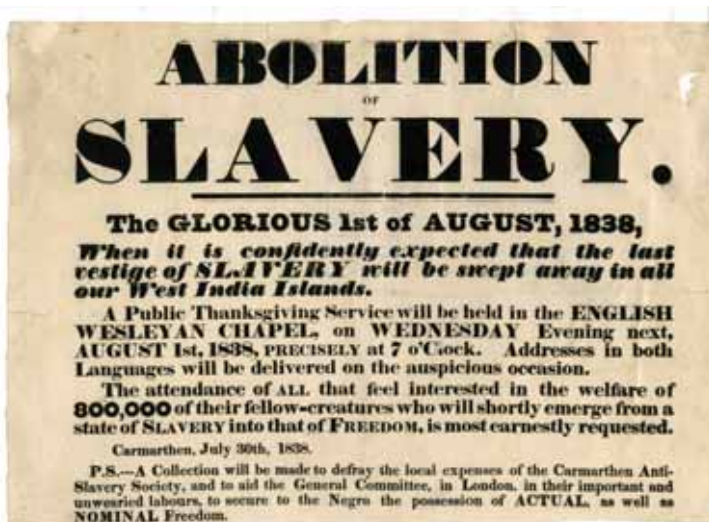 ABOLITION
OF
SLAVERY.
The GLORIOUS 1st of AUGUST, 1838,
When it is confidently expected that the last
vestige of SLAVERY will be swept away in all
our West India Islands.
A Public Thanksgiving Service will be held in the ENGLISH
WESLEYAN CHAPEL, on WEDNESDAY Evening next,
AUGUST 1st, 1838, PRECISELY at 7 o'Clock. Addresses in both
Languages will be delivered on the auspicious occasion.
The attendance of ALL that feel interested in the welfare of
800,000 of their fellow-creatures who will shortly emerge from a
state of SLAVERY into that of FREEDOM, is most earnestly requested.
Carmarthen, July 30th, 1838.
P.S.—A Collection will be made to defray the local expenses of the Carmarthen Anti-
Slavery Society, and to aid the General Committee, in London, in their important and
unwearied labours, to secure to the Negro the possession of ACTUAL, as well as
NOMINAL Freedom.